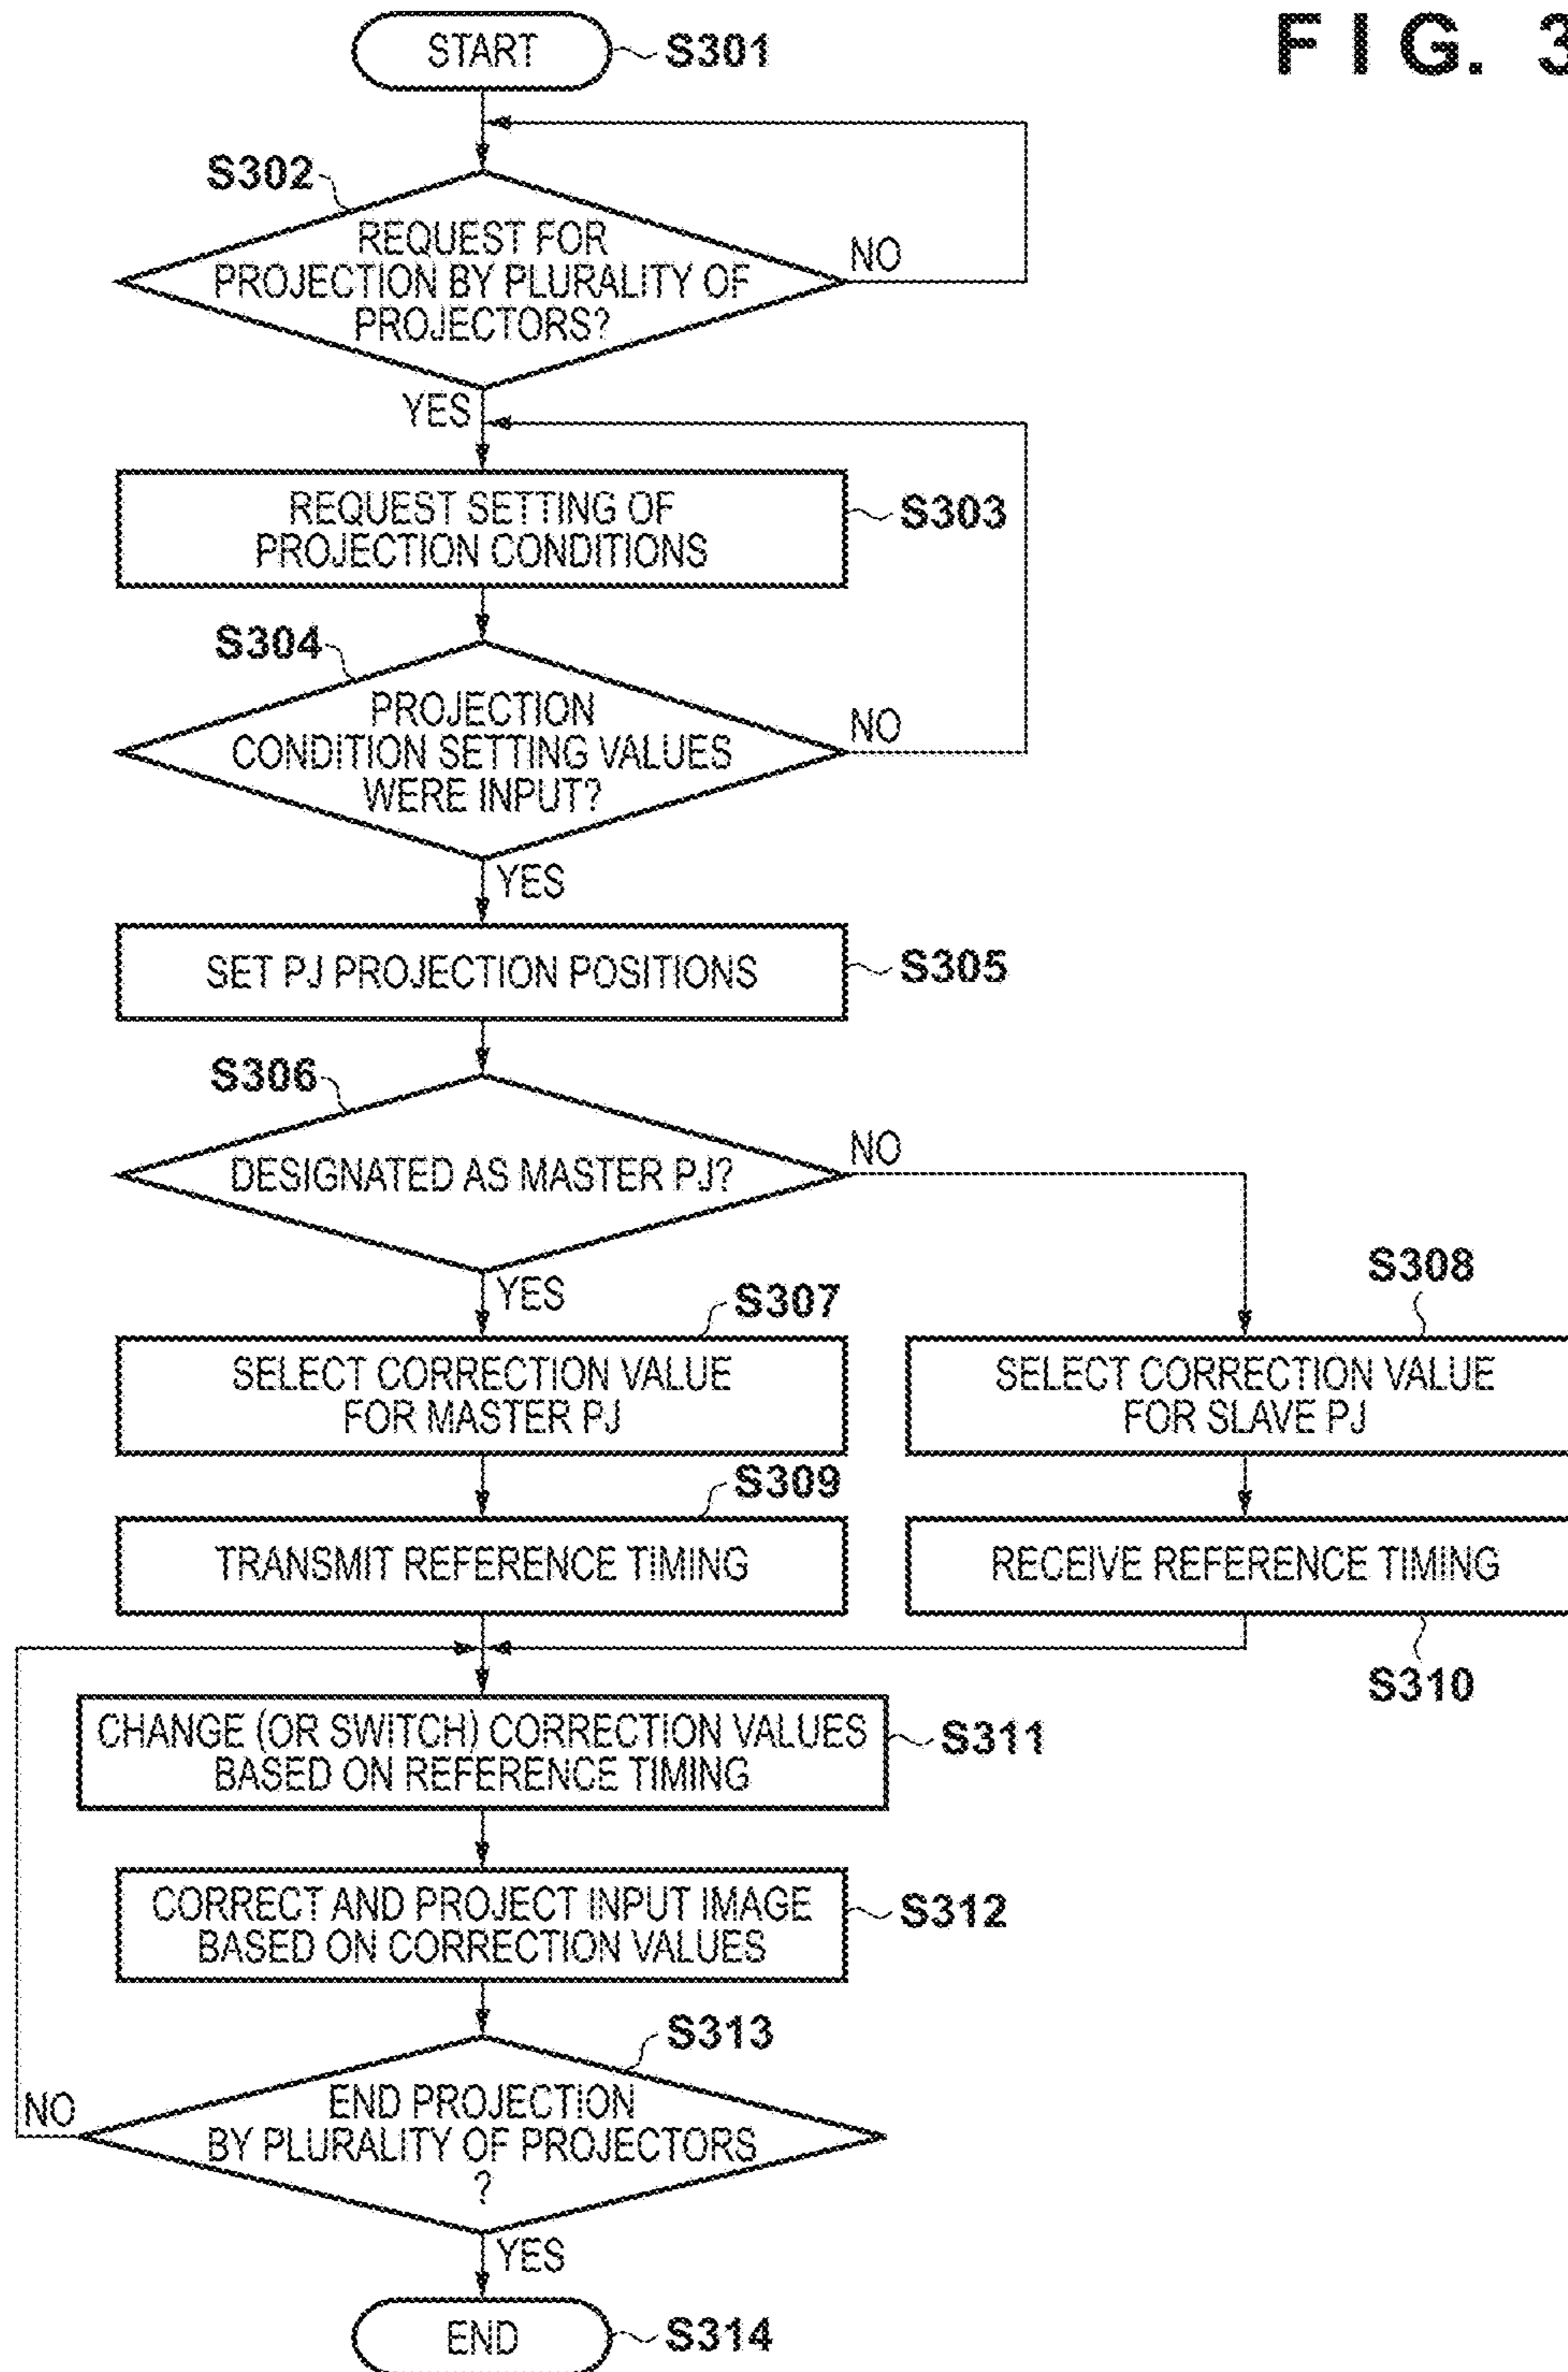 FIG. 3
START
S301
S302
REQUEST FOR
PROJECTION BY PLURALITY OF
PROJECTORS?
NO
YES
REQUEST SETTING OF
PROJECTION CONDITIONS
S303
S304
PROJECTION
CONDITION SETTING VALUES
WERE INPUT?
NO
YES
SET PJ PROJECTION POSITIONS
S305
S306
DESIGNATED AS MASTER PJ?
NO
YES
S307
SELECT CORRECTION VALUE
FOR MASTER PJ
S308
SELECT CORRECTION VALUE
FOR SLAVE PJ
S309
TRANSMIT REFERENCE TIMING
RECEIVE REFERENCE TIMING
S310
CHANGE (OR SWITCH) CORRECTION VALUES
BASED ON REFERENCE TIMING
S311
CORRECT AND PROJECT INPUT IMAGE
BASED ON CORRECTION VALUES
S312
S313
END PROJECTION
BY PLURALITY OF PROJECTORS
?
NO
YES
END
S314